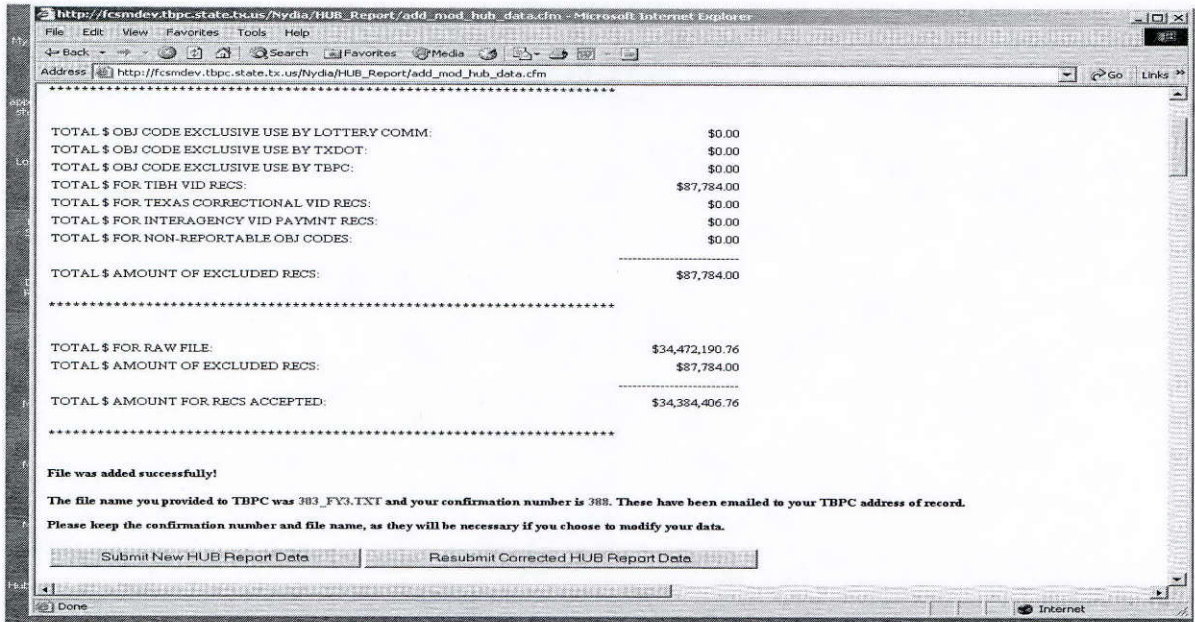 http://fcsmdev.tbpc.state.tx.us/Nydia/HUB_Report/add_mod_hub_data.cfm - Microsoft Internet Explorer
File Edit View Favorites Tools Help
Back Search Favorites Media
Address http://fcsmdev.tbpc.state.tx.us/Nydia/HUB_Report/add_mod_hub_data.cfm Go Links »
***********************************************************************
TOTAL $ OBJ CODE EXCLUSIVE USE BY LOTTERY COMM: $0.00
TOTAL $ OBJ CODE EXCLUSIVE USE BY TXDOT: $0.00
TOTAL $ OBJ CODE EXCLUSIVE USE BY TBPC: $0.00
TOTAL $ FOR TIBH VID RECS: $87,784.00
TOTAL $ FOR TEXAS CORRECTIONAL VID RECS: $0.00
TOTAL $ FOR INTERAGENCY VID PAYMNT RECS: $0.00
TOTAL $ FOR NON-REPORTABLE OBJ CODES: $0.00
------------------------------
TOTAL $ AMOUNT OF EXCLUDED RECS: $87,784.00
***********************************************************************
TOTAL $ FOR RAW FILE: $34,472,190.76
TOTAL $ AMOUNT OF EXCLUDED RECS: $87,784.00
------------------------------
TOTAL $ AMOUNT FOR RECS ACCEPTED: $34,384,406.76
***********************************************************************
File was added successfully!
The file name you provided to TBPC was 303_FY3.TXT and your confirmation number is 388. These have been emailed to your TBPC address of record.
Please keep the confirmation number and file name, as they will be necessary if you choose to modify your data.
Submit New HUB Report Data Resubmit Corrected HUB Report Data
Done Internet